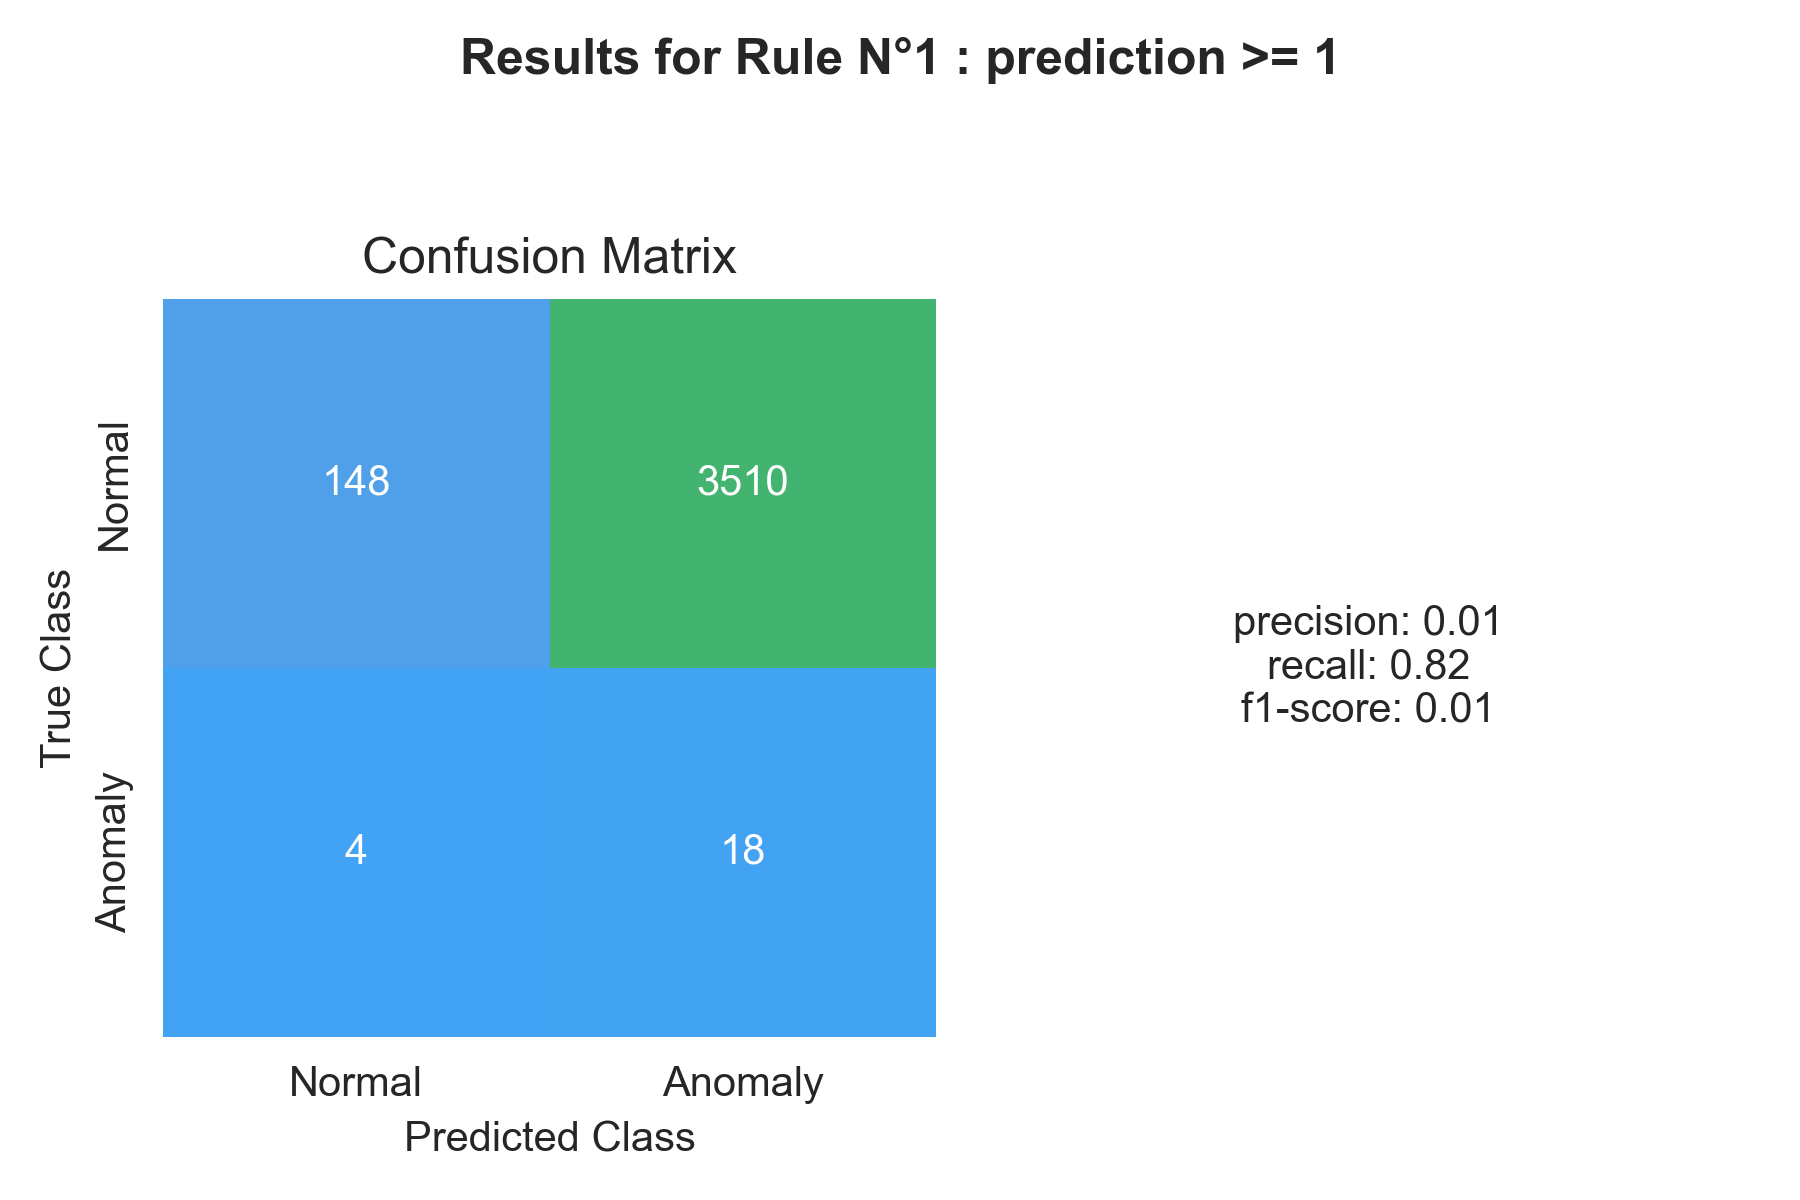 Results for Rule N°1 : prediction >= 1
Confusion Matrix
True Class
Normal
Anomaly
148
3510
4
18
Normal
Anomaly
Predicted Class
precision: 0.01
recall: 0.82
f1-score: 0.01